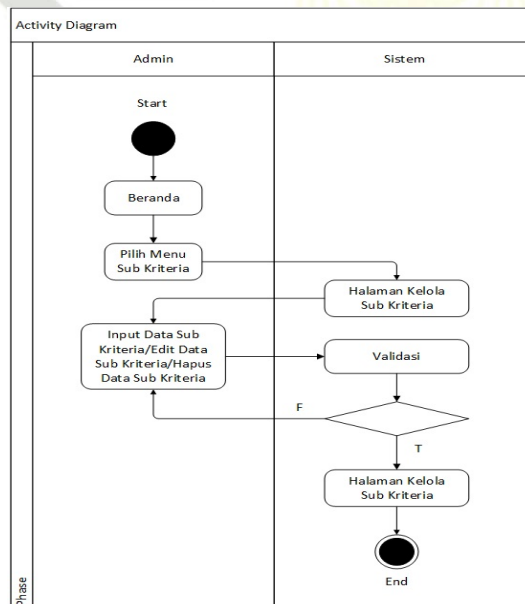 Activity Diagram
Admin
Sistem
Start
Beranda
Pilih Menu
Sub Kriteria
Halaman Kelola
Sub Kriteria
Input Data Sub
Kriteria/Edit Data
Sub Kriteria/Hapus
Data Sub Kriteria
Validasi
F
T
Halaman Kelola
Sub Kriteria
End
Phase